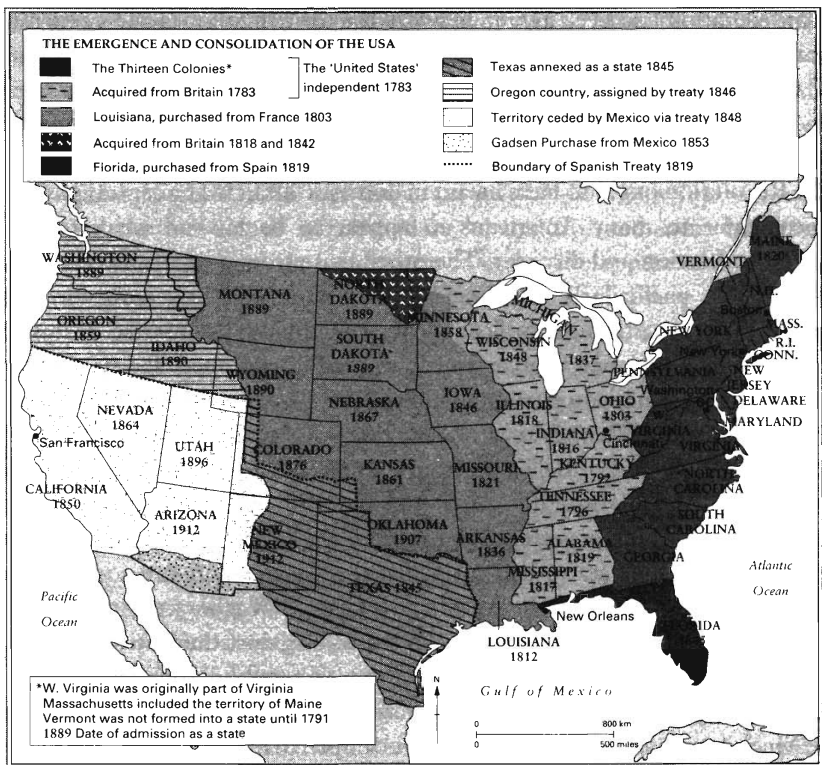 THE EMERGENCE AND CONSOLIDATION OF THE USA
The Thirteen Colonies*
Acquired from Britain 1783
The 'United States'
independent 1783
Louisiana, purchased from France 1803
Acquired from Britain 1818 and 1842
Florida, purchased from Spain 1819
Texas annexed as a state 1845
Oregon country, assigned by treaty 1846
Territory ceded by Mexico via treaty 1848
Gadsen Purchase from Mexico 1853
Boundary of Spanish Treaty 1819
WASHINGTON
1889
OREGON
1859
IDAHO
1890
MONTANA
1889
NORTH
DAKOTA
1889
MINNESOTA
1858
SOUTH
DAKOTA
1889
WYOMING
1890
NEBRASKA
1867
IOWA
1846
WISCONSIN
1848
MICHIGAN
1837
VERMONT
MAINE
1820
N.H.
Boston
MASS.
R.I.
CONN.
NEW YORK
New York
PENNSYLVANIA
NEW
JERSEY
DELAWARE
MARYLAND
Washington
NEVADA
1864
San Francisco
CALIFORNIA
1850
UTAH
1896
COLORADO
1876
KANSAS
1861
MISSOURI
1821
ILLINOIS
1818
INDIANA
1816
OHIO
1803
Cincinnati
W.
VIRGINIA
VIRGINIA
KENTUCKY
1792
TENNESSEE
1796
NORTH
CAROLINA
SOUTH
CAROLINA
GEORGIA
ARIZONA
1912
NEW
MEXICO
1912
OKLAHOMA
1907
ARKANSAS
1836
ALABAMA
1819
MISSISSIPPI
1817
TEXAS 1845
LOUISIANA
1812
New Orleans
FLORIDA
Atlantic
Ocean
Pacific
Ocean
Gulf of Mexico
N
0 800 km
0 500 miles
*W. Virginia was originally part of Virginia
Massachusetts included the territory of Maine
Vermont was not formed into a state until 1791
1889 Date of admission as a state